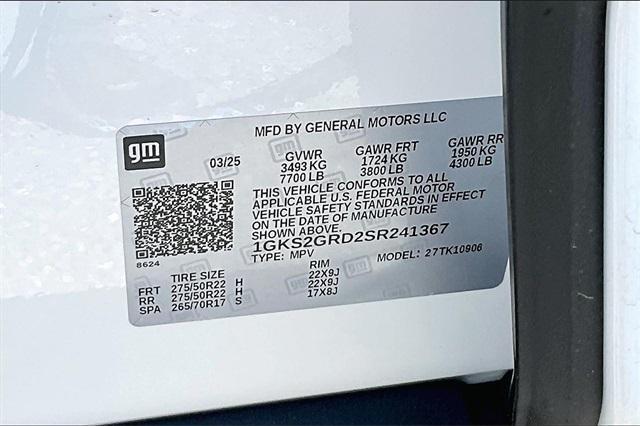 gm
MFD BY GENERAL MOTORS LLC
03/25 GVWR GAWR FRT GAWR RR
3493 KG 1724 KG 1950 KG
7700 LB 3800 LB 4300 LB
THIS VEHICLE CONFORMS TO ALL
APPLICABLE U.S. FEDERAL MOTOR
VEHICLE SAFETY STANDARDS IN EFFECT
ON THE DATE OF MANUFACTURE
1GKS2GRD2SR241367
8624 TYPE: MPV MODEL: 27TK10906
TIRE SIZE RIM
FRT 275/50R22 H 22X9J
RR 275/50R22 H 22X9J
SPA 265/70R17 S 17X8J